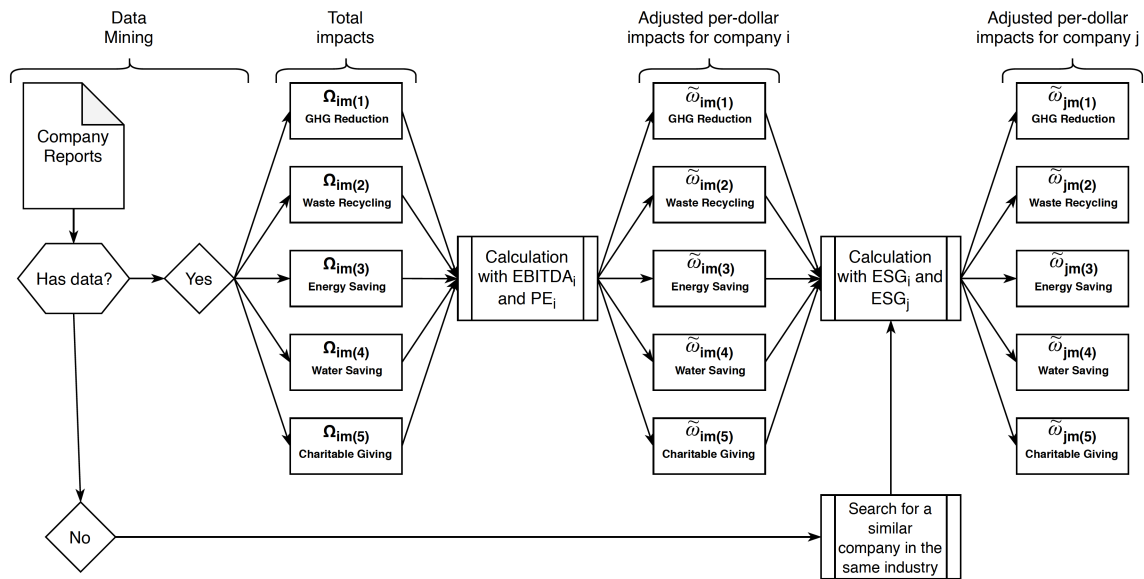 Data
Mining
Total
impacts
Adjusted per-dollar
impacts for company i
Adjusted per-dollar
impacts for company j
Company
Reports
Has data?
Yes
No
Ωim(1)
GHG Reduction
Ωim(2)
Waste Recycling
Ωim(3)
Energy Saving
Ωim(4)
Water Saving
Ωim(5)
Charitable Giving
Calculation
with EBITDAi
and PEi
ω̃im(1)
GHG Reduction
ω̃im(2)
Waste Recycling
ω̃im(3)
Energy Saving
ω̃im(4)
Water Saving
ω̃im(5)
Charitable Giving
Calculation
with ESGi and
ESGj
Search for a
similar
company in the
same industry
ω̃jm(1)
GHG Reduction
ω̃jm(2)
Waste Recycling
ω̃jm(3)
Energy Saving
ω̃jm(4)
Water Saving
ω̃jm(5)
Charitable Giving